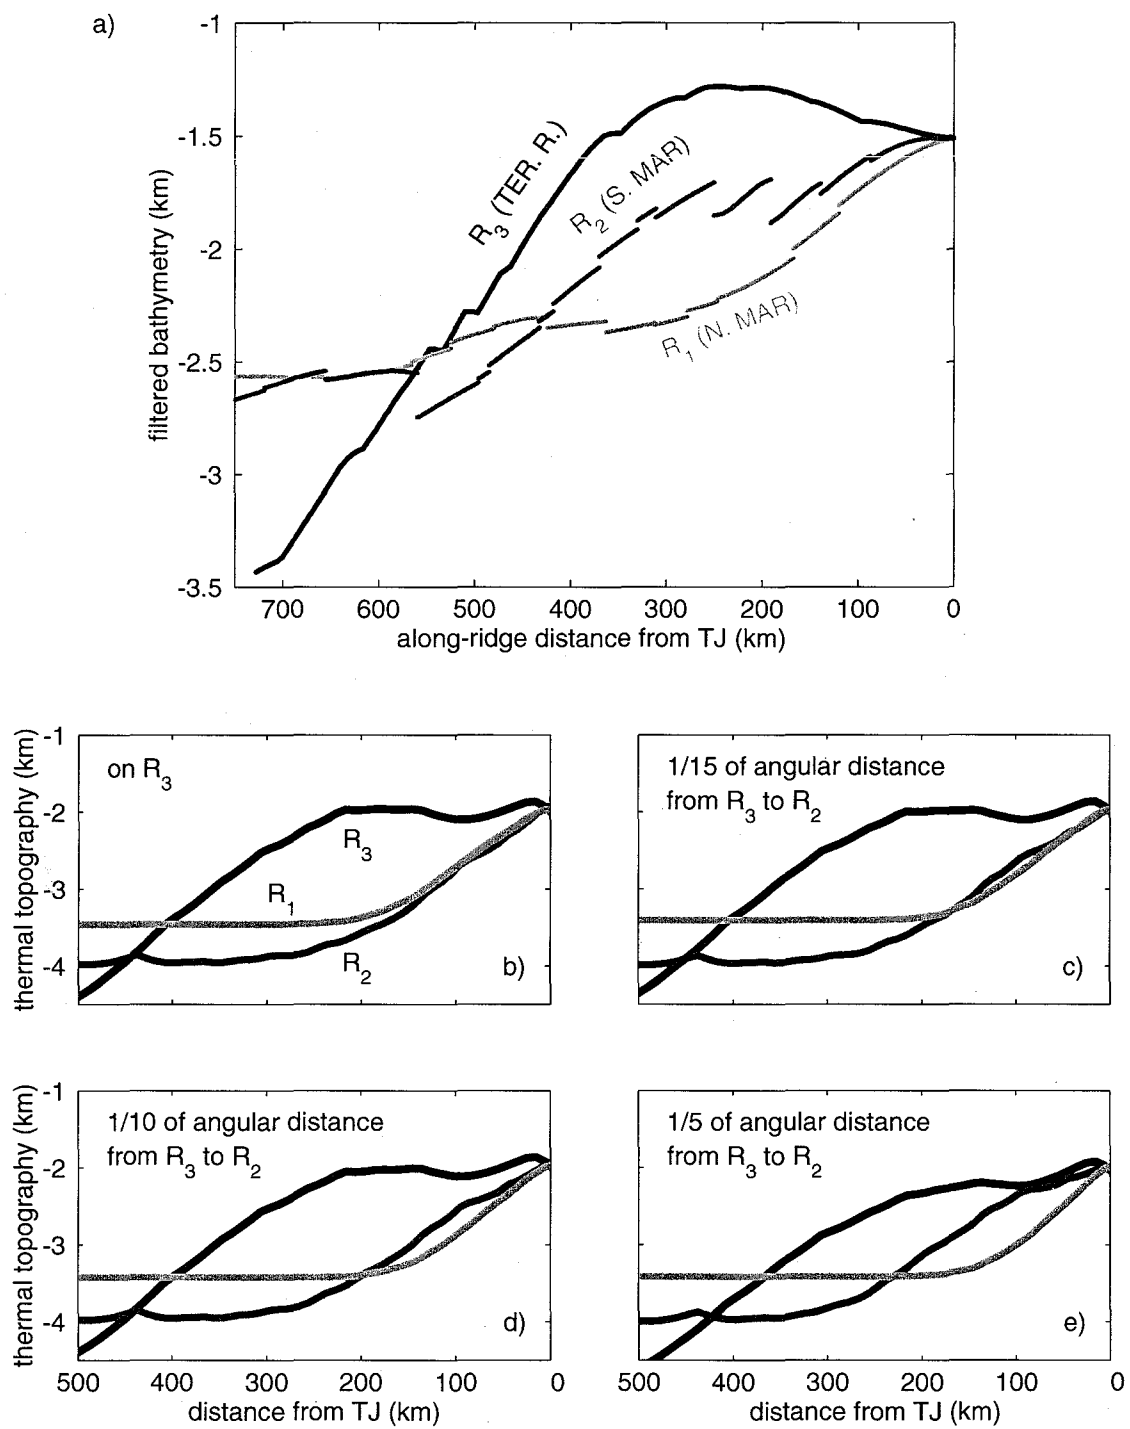 a)
-1
-1.5
-2
-2.5
-3
-3.5
filtered bathymetry (km)
R3 (TER. R.)
R2 (S. MAR)
R1 (N. MAR)
700 600 500 400 300 200 100 0
along-ridge distance from TJ (km)
thermal topography (km)
-1
-2
-3
-4
on R3
R3
R1
R2
b)
1/15 of angular distance
from R3 to R2
c)
thermal topography (km)
-1
-2
-3
-4
1/10 of angular distance
from R3 to R2
d)
500 400 300 200 100 0
distance from TJ (km)
1/5 of angular distance
from R3 to R2
e)
500 400 300 200 100 0
distance from TJ (km)